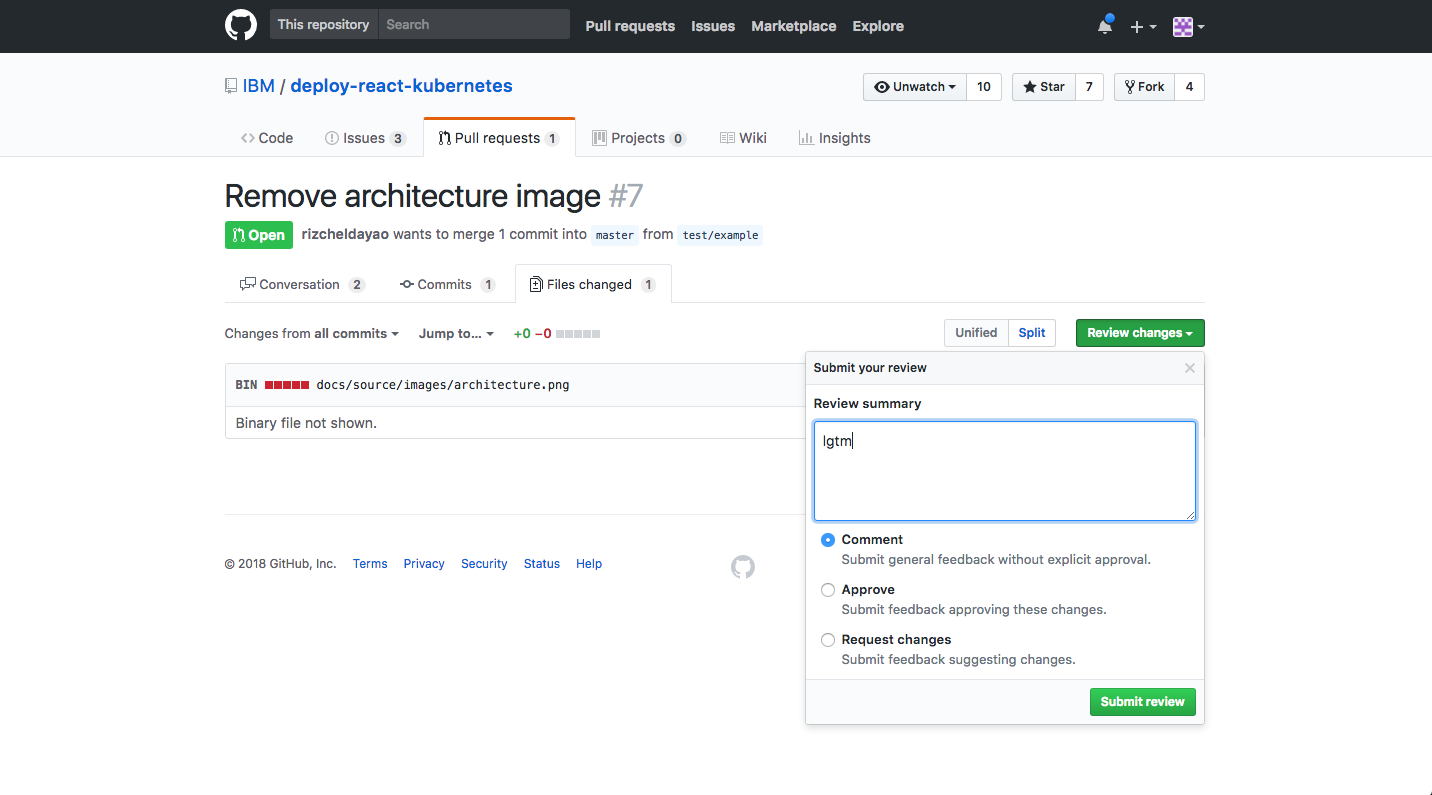 This repository Search Pull requests Issues Marketplace Explore
IBM / deploy-react-kubernetes Unwatch 10 Star 7 Fork 4
Code Issues 3 Pull requests 1 Projects 0 Wiki Insights
Remove architecture image #7
Open rizcheldayao wants to merge 1 commit into master from test/example
Conversation 2 Commits 1 Files changed 1
Changes from all commits Jump to... +0 −0 Unified Split Review changes
Submit your review
BIN docs/source/images/architecture.png
Binary file not shown.
Review summary
lgtm
Comment
Submit general feedback without explicit approval.
Approve
Submit feedback approving these changes.
Request changes
Submit feedback suggesting changes.
Submit review
© 2018 GitHub, Inc. Terms Privacy Security Status Help